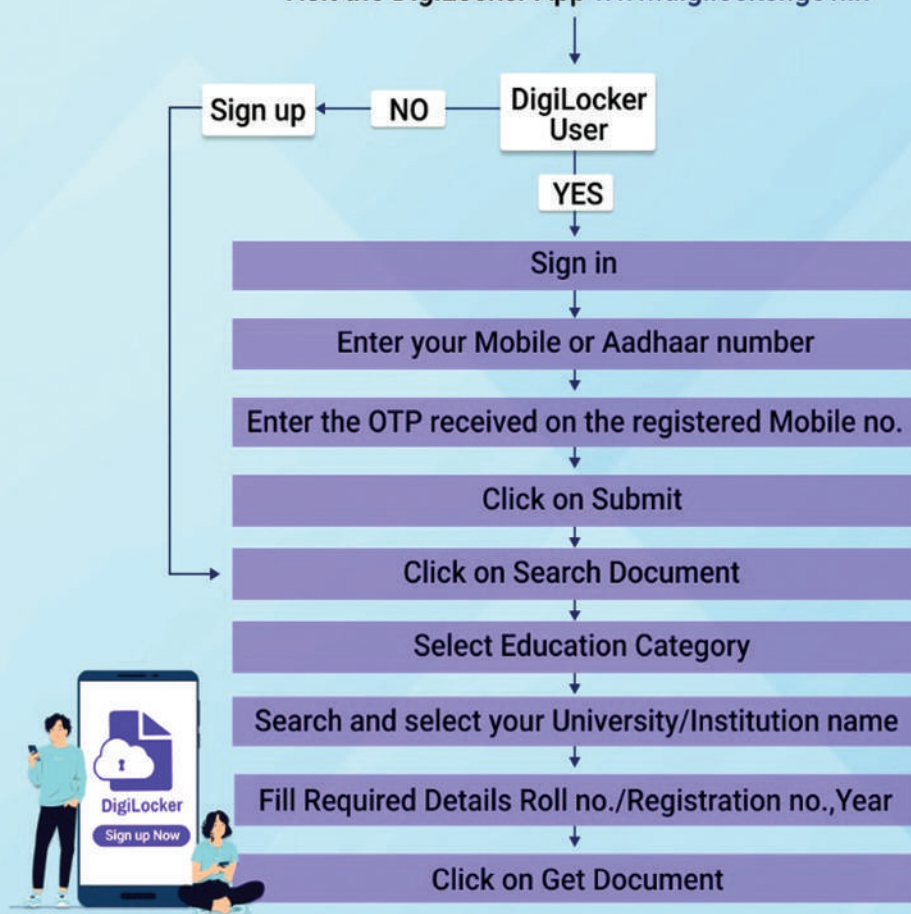 Sign up
NO
DigiLocker
User
YES
Sign in
Enter your Mobile or Aadhaar number
Enter the OTP received on the registered Mobile no.
Click on Submit
Click on Search Document
Select Education Category
Search and select your University/Institution name
Fill Required Details Roll no./Registration no.,Year
Click on Get Document
DigiLocker
Sign up Now